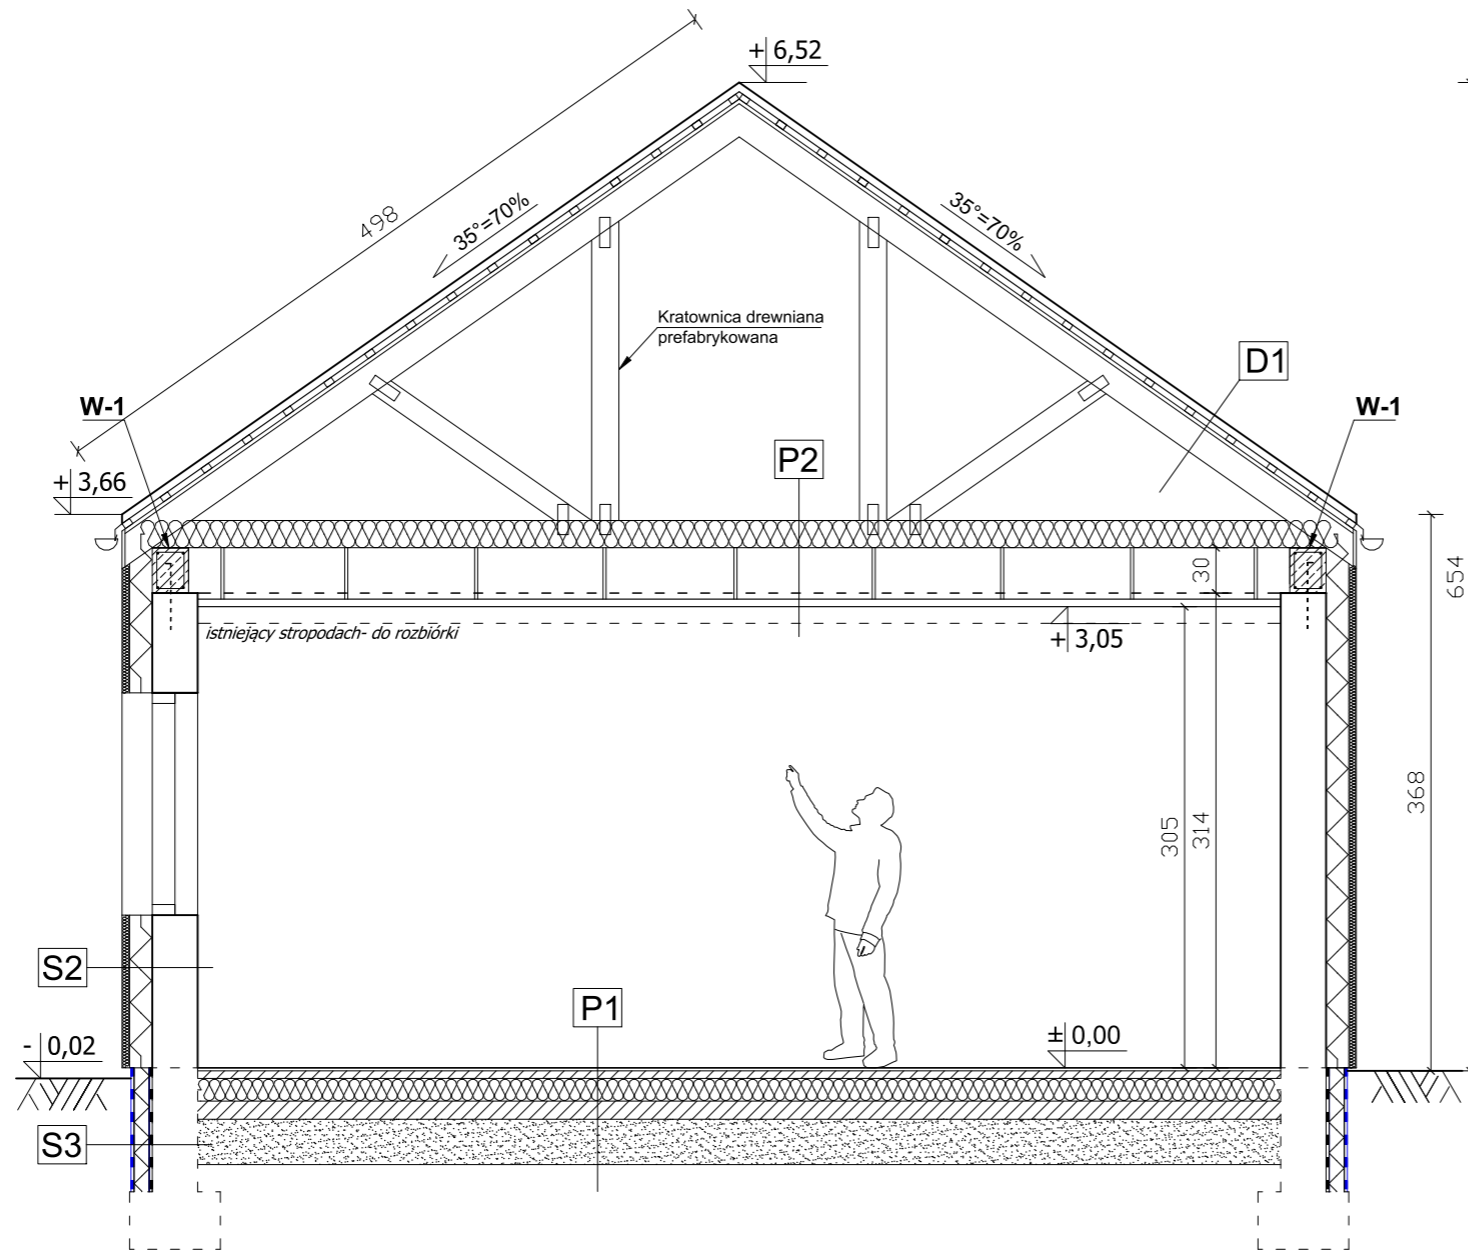 + 6,52
498
35°=70%
35°=70%
Kratownica drewniana
prefabrykowana
D1
W-1
W-1
P2
+ 3,66
30
654
istniejący stropodach- do rozbiórki
+ 3,05
368
305
314
S2
P1
- 0,02
± 0,00
S3